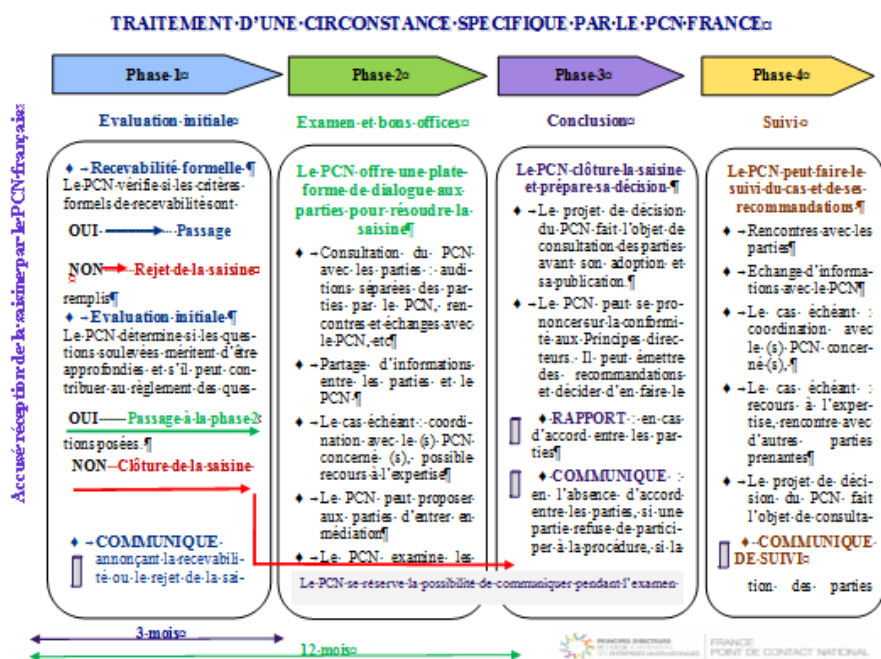 TRAITEMENT·D'UNE·CIRCONSTANCE·SPECIFIQUE·PAR·LE·PCN·FRANCE¤
Accusé·réception·de·la·saisine·par·le·PCN·français¤
Phase·1¤
Phase·2¤
Phase·3¤
Phase·4¤
Evaluation·initiale¤
Examen·et·bons·offices¤
Conclusion¤
Suivi¤
♦→Recevabilité·formelle·¶
Le·PCN·vérifie·si·les·critères·
formels·de·recevabilité·sont·
OUI → Passage
NON → Rejet·de·la·saisine¤
¤
remplis¶
♦→Evaluation·initiale·¶
Le·PCN·détermine·si·les·ques-
tions·soulevées·méritent·d'être·
approfondies·et·s'il·peut·con-
tribuer·au·règlement·des·ques-
OUI······Passage·à·la·phase·2¤
tions·posées.¶
NON···Clôture·de·la·saisine·
♦→COMMUNIQUE·
annonçant·la·recevabili-
té·ou·le·rejet·de·la·sai-
Le·PCN·offre·une·plate-
forme·de·dialogue·aux·
parties·pour·résoudre·la·
saisine¶
♦→Consultation·du·PCN·
avec·les·parties·:·audi-
tions·séparées·des·
parties·par·le·PCN,·ren-
contres·et·échanges·avec·
le·PCN,·etc¶
♦→Partage·d'informations·
entre·les·parties·et·le·
PCN·¶
♦→Le·cas·échéant·:·coordi-
nation·avec·le·(s)·PCN·
concerné·(s),·possible·
recours·à·l'expertise¶
♦→Le·PCN·peut·proposer·
aux·parties·d'entrer·en·
médiation¶
♦→Le·PCN·examine·les·
Le·PCN·se·réserve·la·possibilité·de·communiquer·pendant·l'examen·
Le·PCN·clôture·la·saisine·
et·prépare·sa·décision·¶
♦→Le·projet·de·décision·
du·PCN·fait·l'objet·de·
consultation·des·parties·
avant·son·adoption·et·
sa·publication.¶
♦→Le·PCN·peut·se·pro-
noncer·sur·la·conformi-
té·aux·Principes·direc-
teurs.·Il·peut·émettre·
des·recommandations·
et·décider·d'en·faire·le·
♦·RAPPORT·:·en·cas·
d'accord·entre·les·par-
ties¶
♦·COMMUNIQUE·:·
en·l'absence·d'accord·
entre·les·parties,·si·une·
partie·refuse·de·partici-
per·à·la·procédure,·si·la·
Le·PCN·peut·faire·le·
suivi·du·cas·et·de·ses·
recommandations·¶
♦→Rencontres·avec·les·
parties¶
♦→Echange·d'informa-
tions·avec·le·PCN¶
♦→Le·cas·échéant·:·
coordination·avec·
le·(s)·PCN·concer-
né·(s),·¶
♦→Le·cas·échéant·:·
recours·à·l'exper-
tise,·rencontre·avec·
d'autres·parties·
prenantes¶
♦→Le·projet·de·déci-
sion·du·PCN·fait·
l'objet·de·consulta-
♦·COMMUNIQUE·
DE·SUIVI¤
tion·des·parties
3·mois¤
12·mois¤
PRINCIPES DIRECTEURS
FRANCE
POINT DE CONTACT NATIONAL